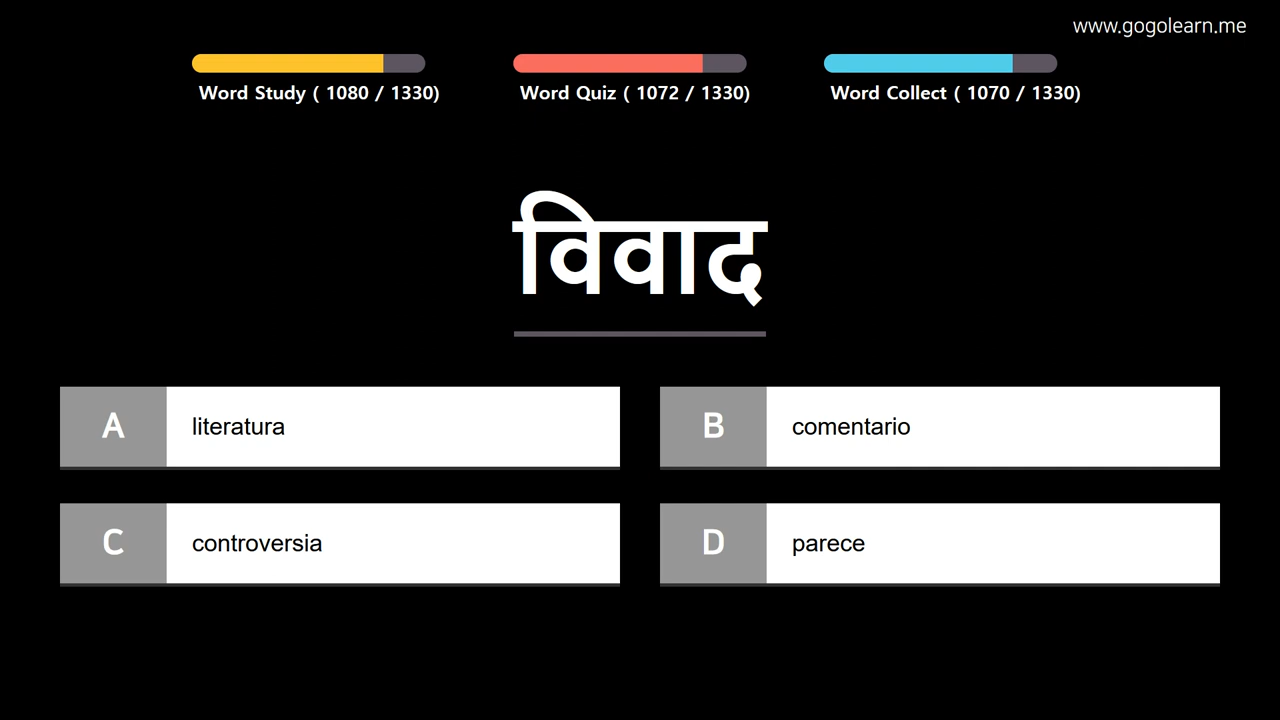 www.gogolearn.me
Word Study ( 1080 / 1330)
Word Quiz ( 1072 / 1330)
Word Collect ( 1070 / 1330)
विवाद
A literatura
B comentario
C controversia
D parece